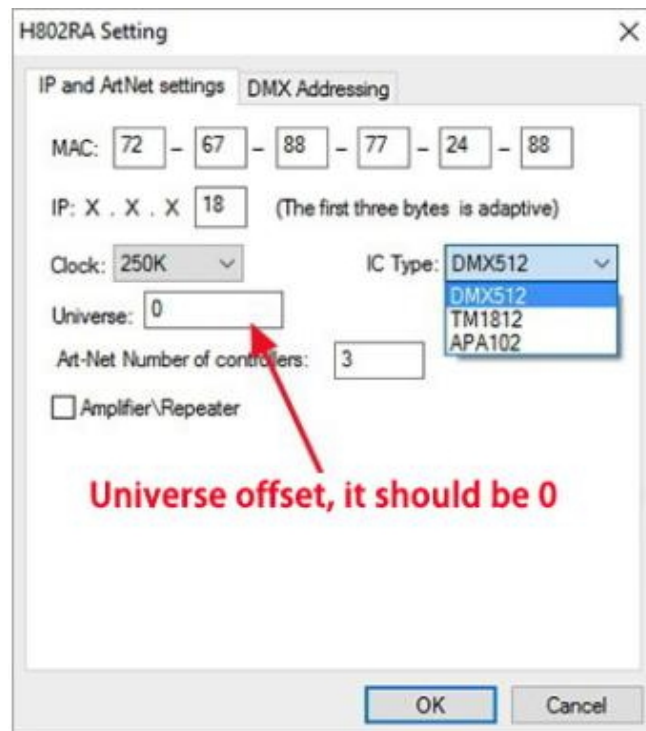 H802RA Setting
IP and ArtNet settings DMX Addressing
MAC: 72 - 67 - 88 - 77 - 24 - 88
IP: X . X . X 18 (The first three bytes is adaptive)
Clock: 250K IC Type: DMX512
DMX512
Universe: 0 TM1812
APA102
Art-Net Number of controllers: 3
Amplifier\Repeater
Universe offset, it should be 0
OK Cancel